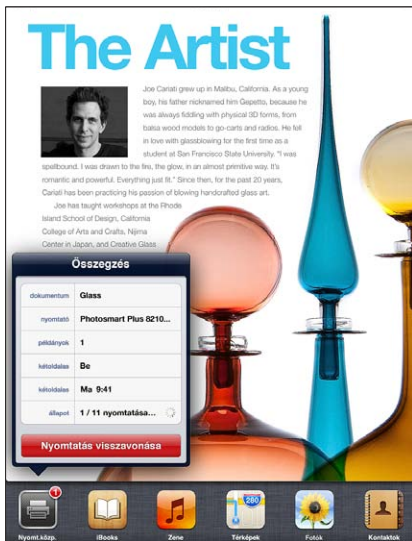 The Artist
Joe Cariati grew up in Malibu, California. As a young
boy, his father nicknamed him Gepetto, because he
was always fiddling with physical 3D forms, from
balsa wood models to go-carts and radios. He fell
in love with glassblowing for the first time as a
student at San Francisco State University. "I was
spellbound. I was drawn to the fire, the glow, in an almost primitive way. It's
romantic and powerful. Everything just fit." Since then, for the past 20 years,
Cariati has been practicing his passion of blowing handcrafted glass art.
Joe has taught workshops at the Rhode
Island School of Design, California
College of Arts and Crafts, Nijima
Center in Japan, and Creative Glass
Összegzés
dokumentum Glass
nyomtató Photosmart Plus 8210...
példányok 1
kétoldalas Be
kétoldalas Ma 9:41
állapot 1 / 11 nyomtatása...
Nyomtatás visszavonása
1
280
Nyomt.közp. iBooks Zene Térképek Fotók Kontaktok